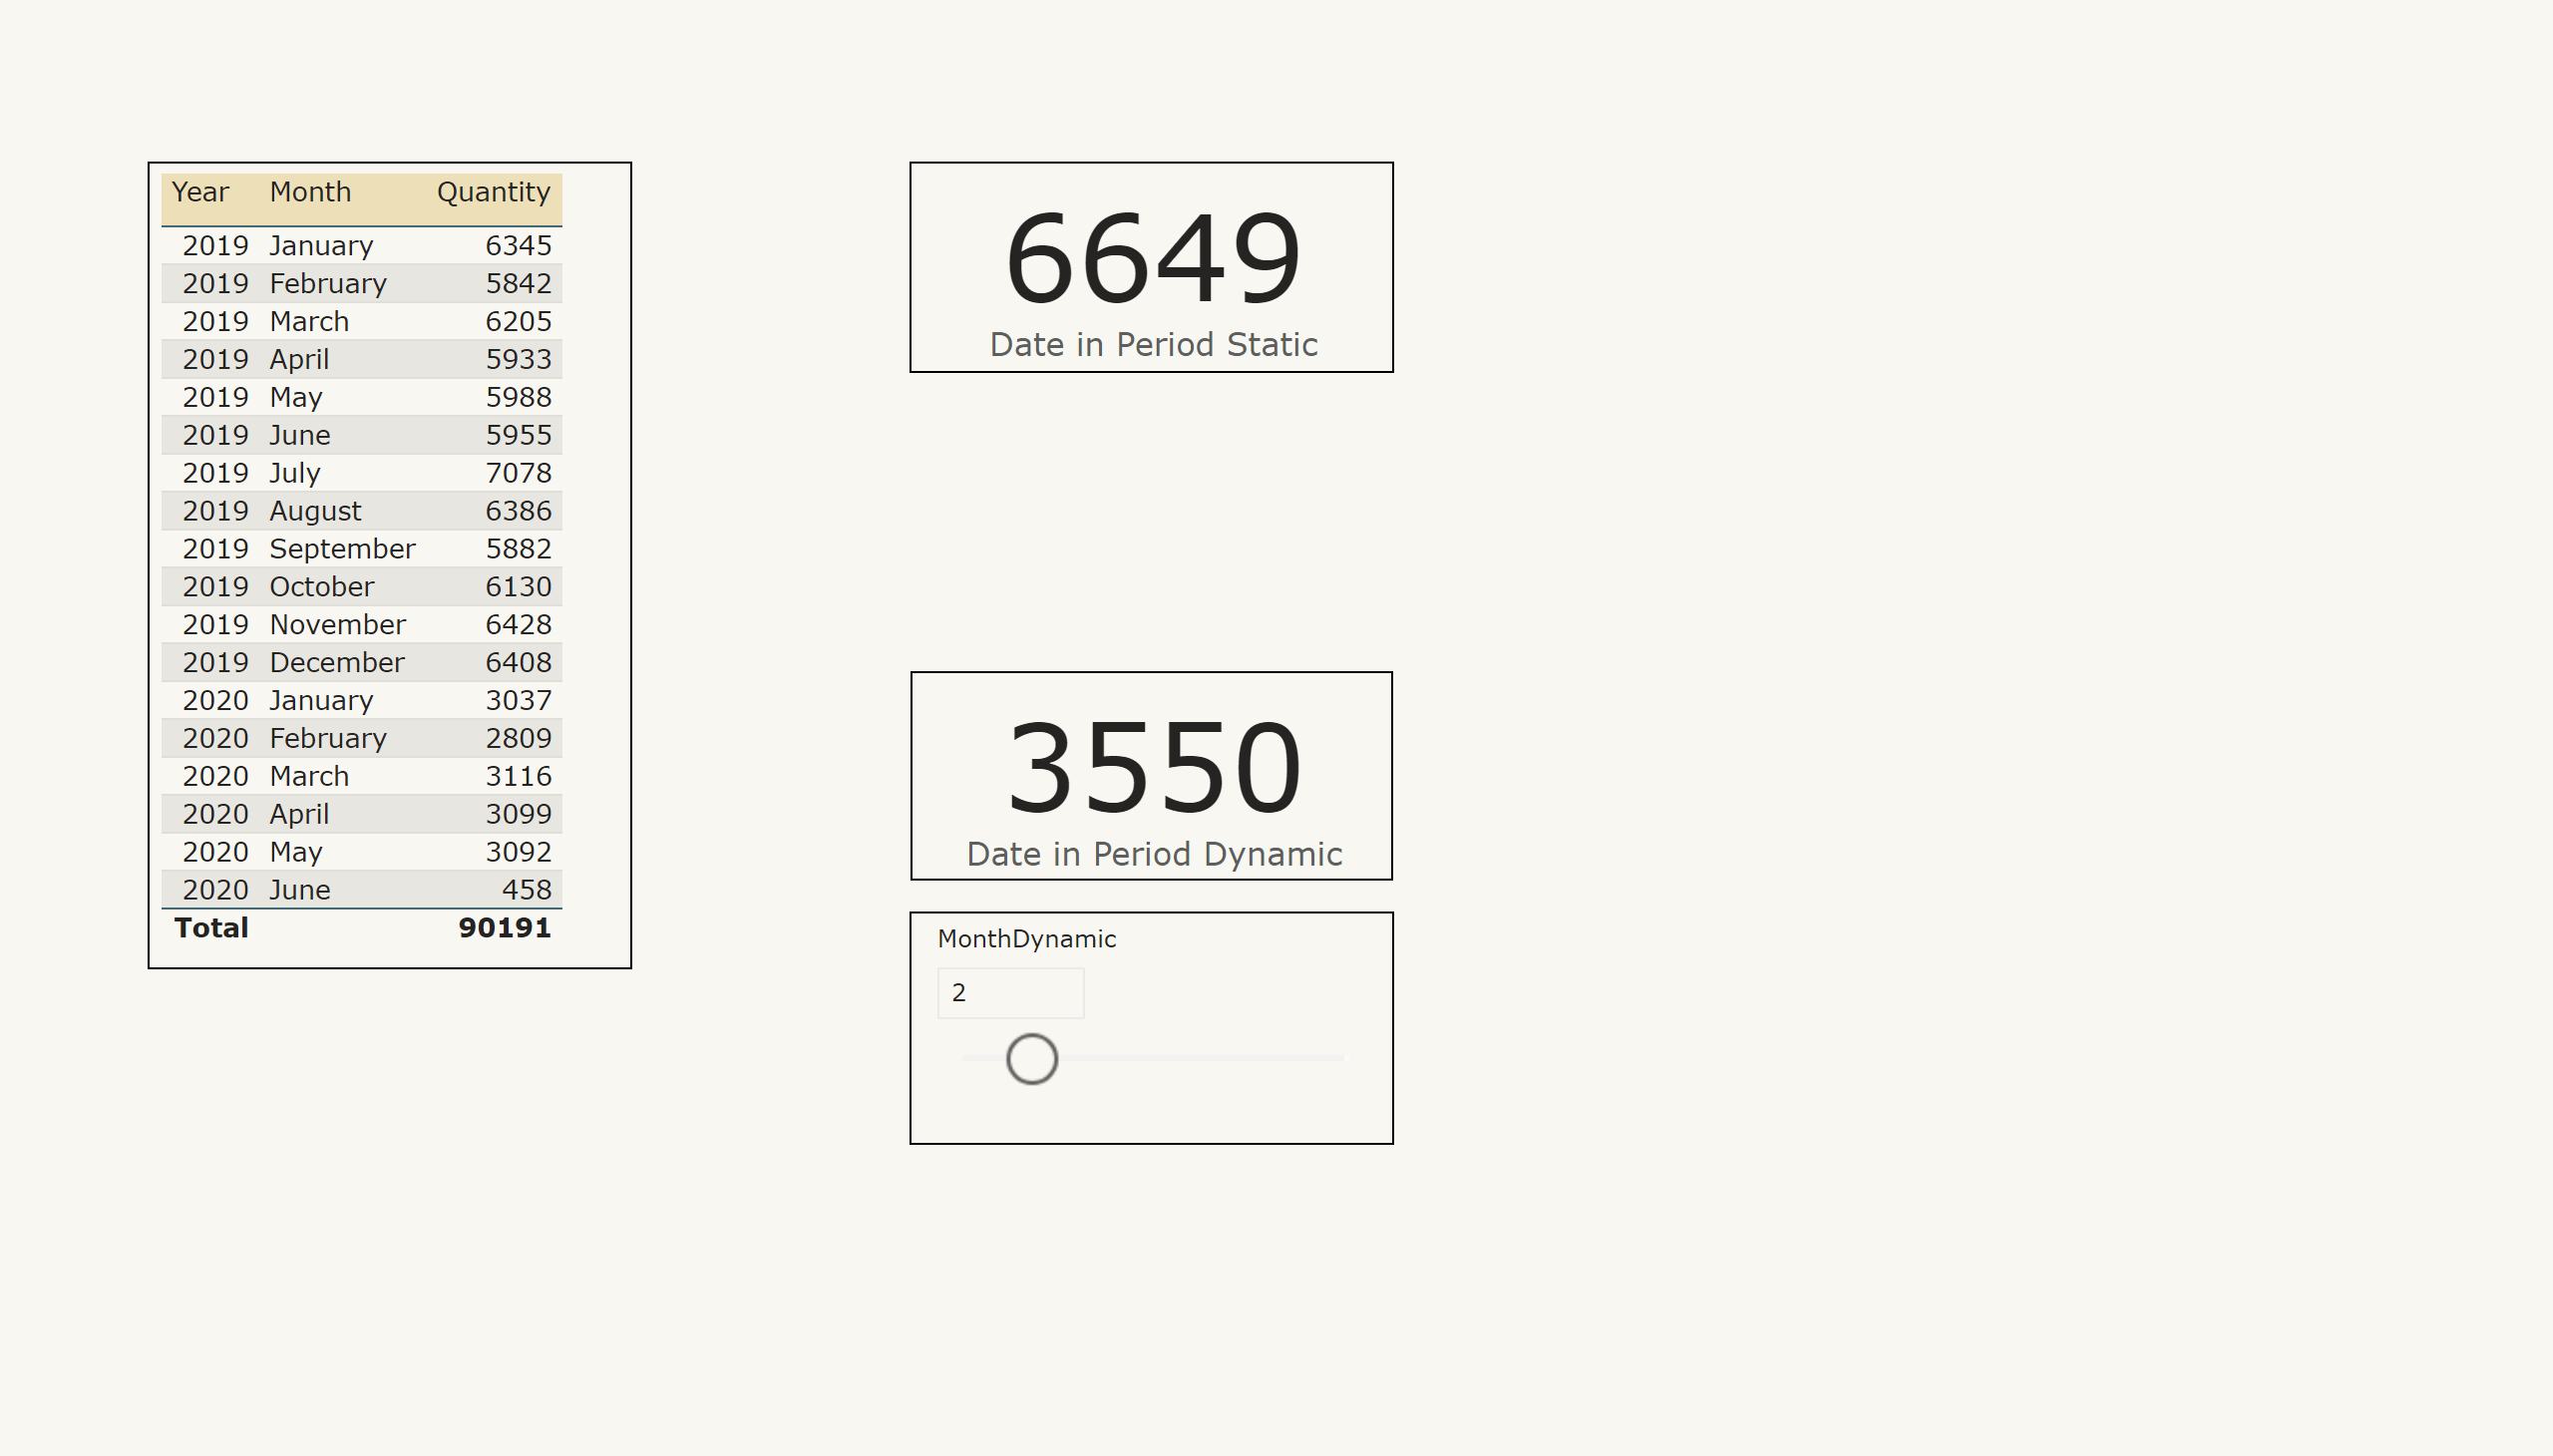 Year Month Quantity
2019 January 6345
2019 February 5842
2019 March 6205
2019 April 5933
2019 May 5988
2019 June 5955
2019 July 7078
2019 August 6386
2019 September 5882
2019 October 6130
2019 November 6428
2019 December 6408
2020 January 3037
2020 February 2809
2020 March 3116
2020 April 3099
2020 May 3092
2020 June 458
Total 90191
6649
Date in Period Static
3550
Date in Period Dynamic
MonthDynamic
2